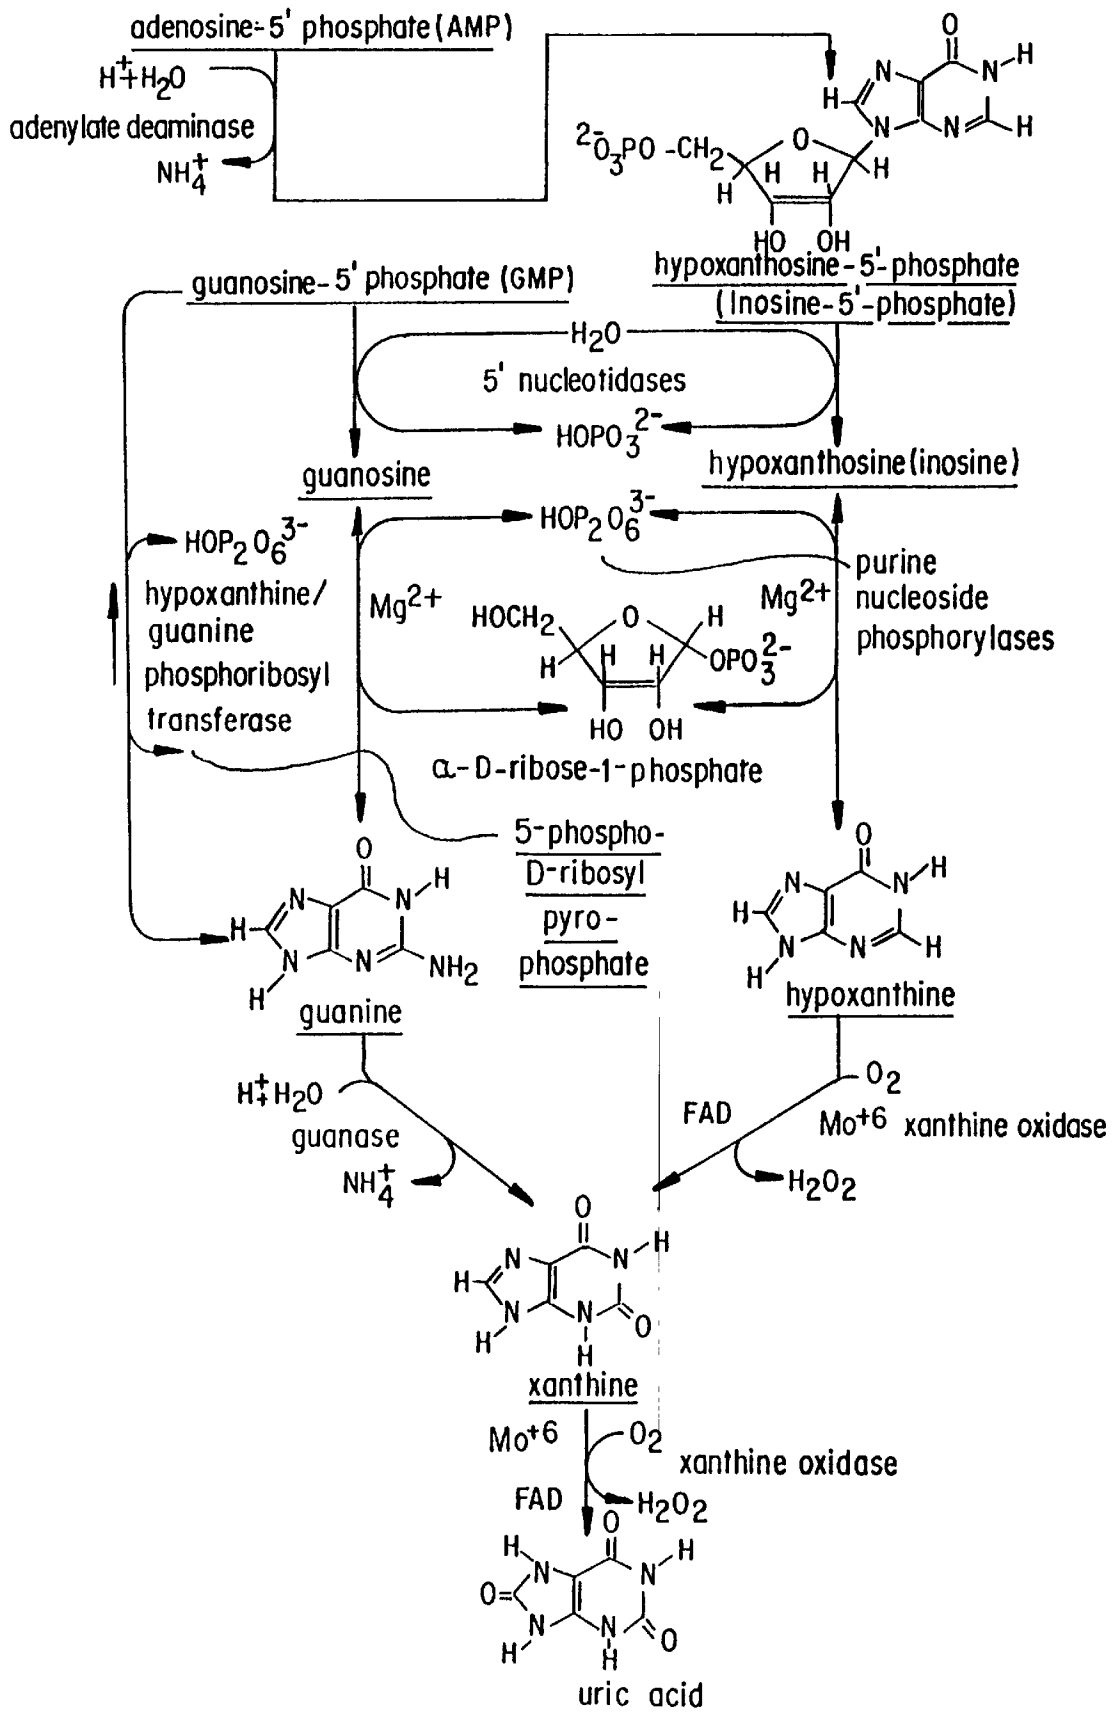 adenosine-5' phosphate (AMP)
H⁺+H₂O
adenylate deaminase
NH₄⁺
O
N
N
H
H
N
N
H
²⁻O₃PO-CH₂
O
H
H
H
H
HO
OH
hypoxanthosine-5'-phosphate
(Inosine-5'-phosphate)
guanosine-5' phosphate (GMP)
H₂O
5' nucleotidases
HOPO₃²⁻
guanosine
hypoxanthosine (inosine)
HOP₂O₆³⁻
HOP₂O₆³⁻
hypoxanthine/
guanine
phosphoribosyl
transferase
Mg²⁺
Mg²⁺
purine
nucleoside
phosphorylases
HOCH₂
O
H
H
H
H
OPO₃²⁻
HO
OH
α-D-ribose-1-phosphate
5-phospho-
D-ribosyl
pyro-
phosphate
O
H
N
N
H
N
N
NH₂
H
guanine
O
H
N
N
H
N
N
H
H
hypoxanthine
H⁺+H₂O
guanase
NH₄⁺
O₂
FAD
Mo⁺⁶ xanthine oxidase
H₂O₂
O
H
N
N
H
N
N
O
H
H
xanthine
Mo⁺⁶
O₂
xanthine oxidase
FAD
H₂O₂
O
H
H
N
N
O
N
N
O
H
H
uric acid